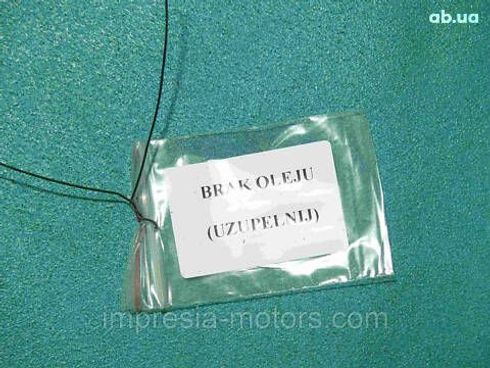 ab.ua
BRAK OLEJU
(UZUPEŁNIJ)
impresia-motors.com